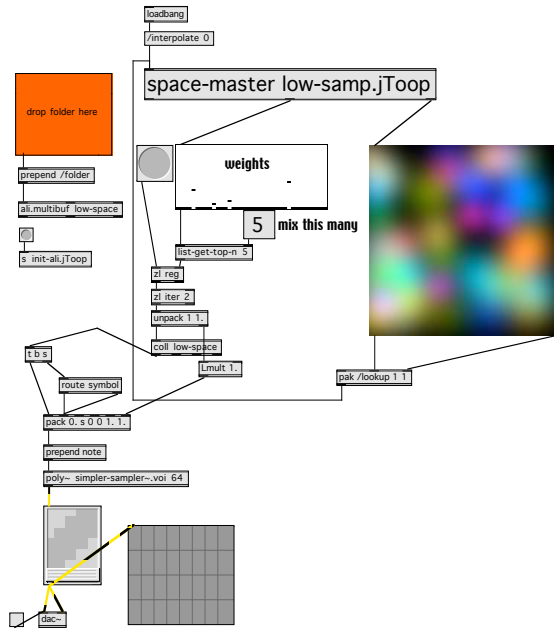 loadbang
/interpolate 0
space-master low-samp.jToop
drop folder here
weights
prepend /folder
ali.multibuf low-space
5
mix this many
s init-ali.jToop
list-get-top-n 5
zl reg
zl iter 2
unpack 1 1.
coll low-space
t b s
Lmult 1.
route symbol
pak /lookup 1 1
pack 0. s 0 0 1. 1.
prepend note
poly~ simpler-sampler~.voi 64
dac~